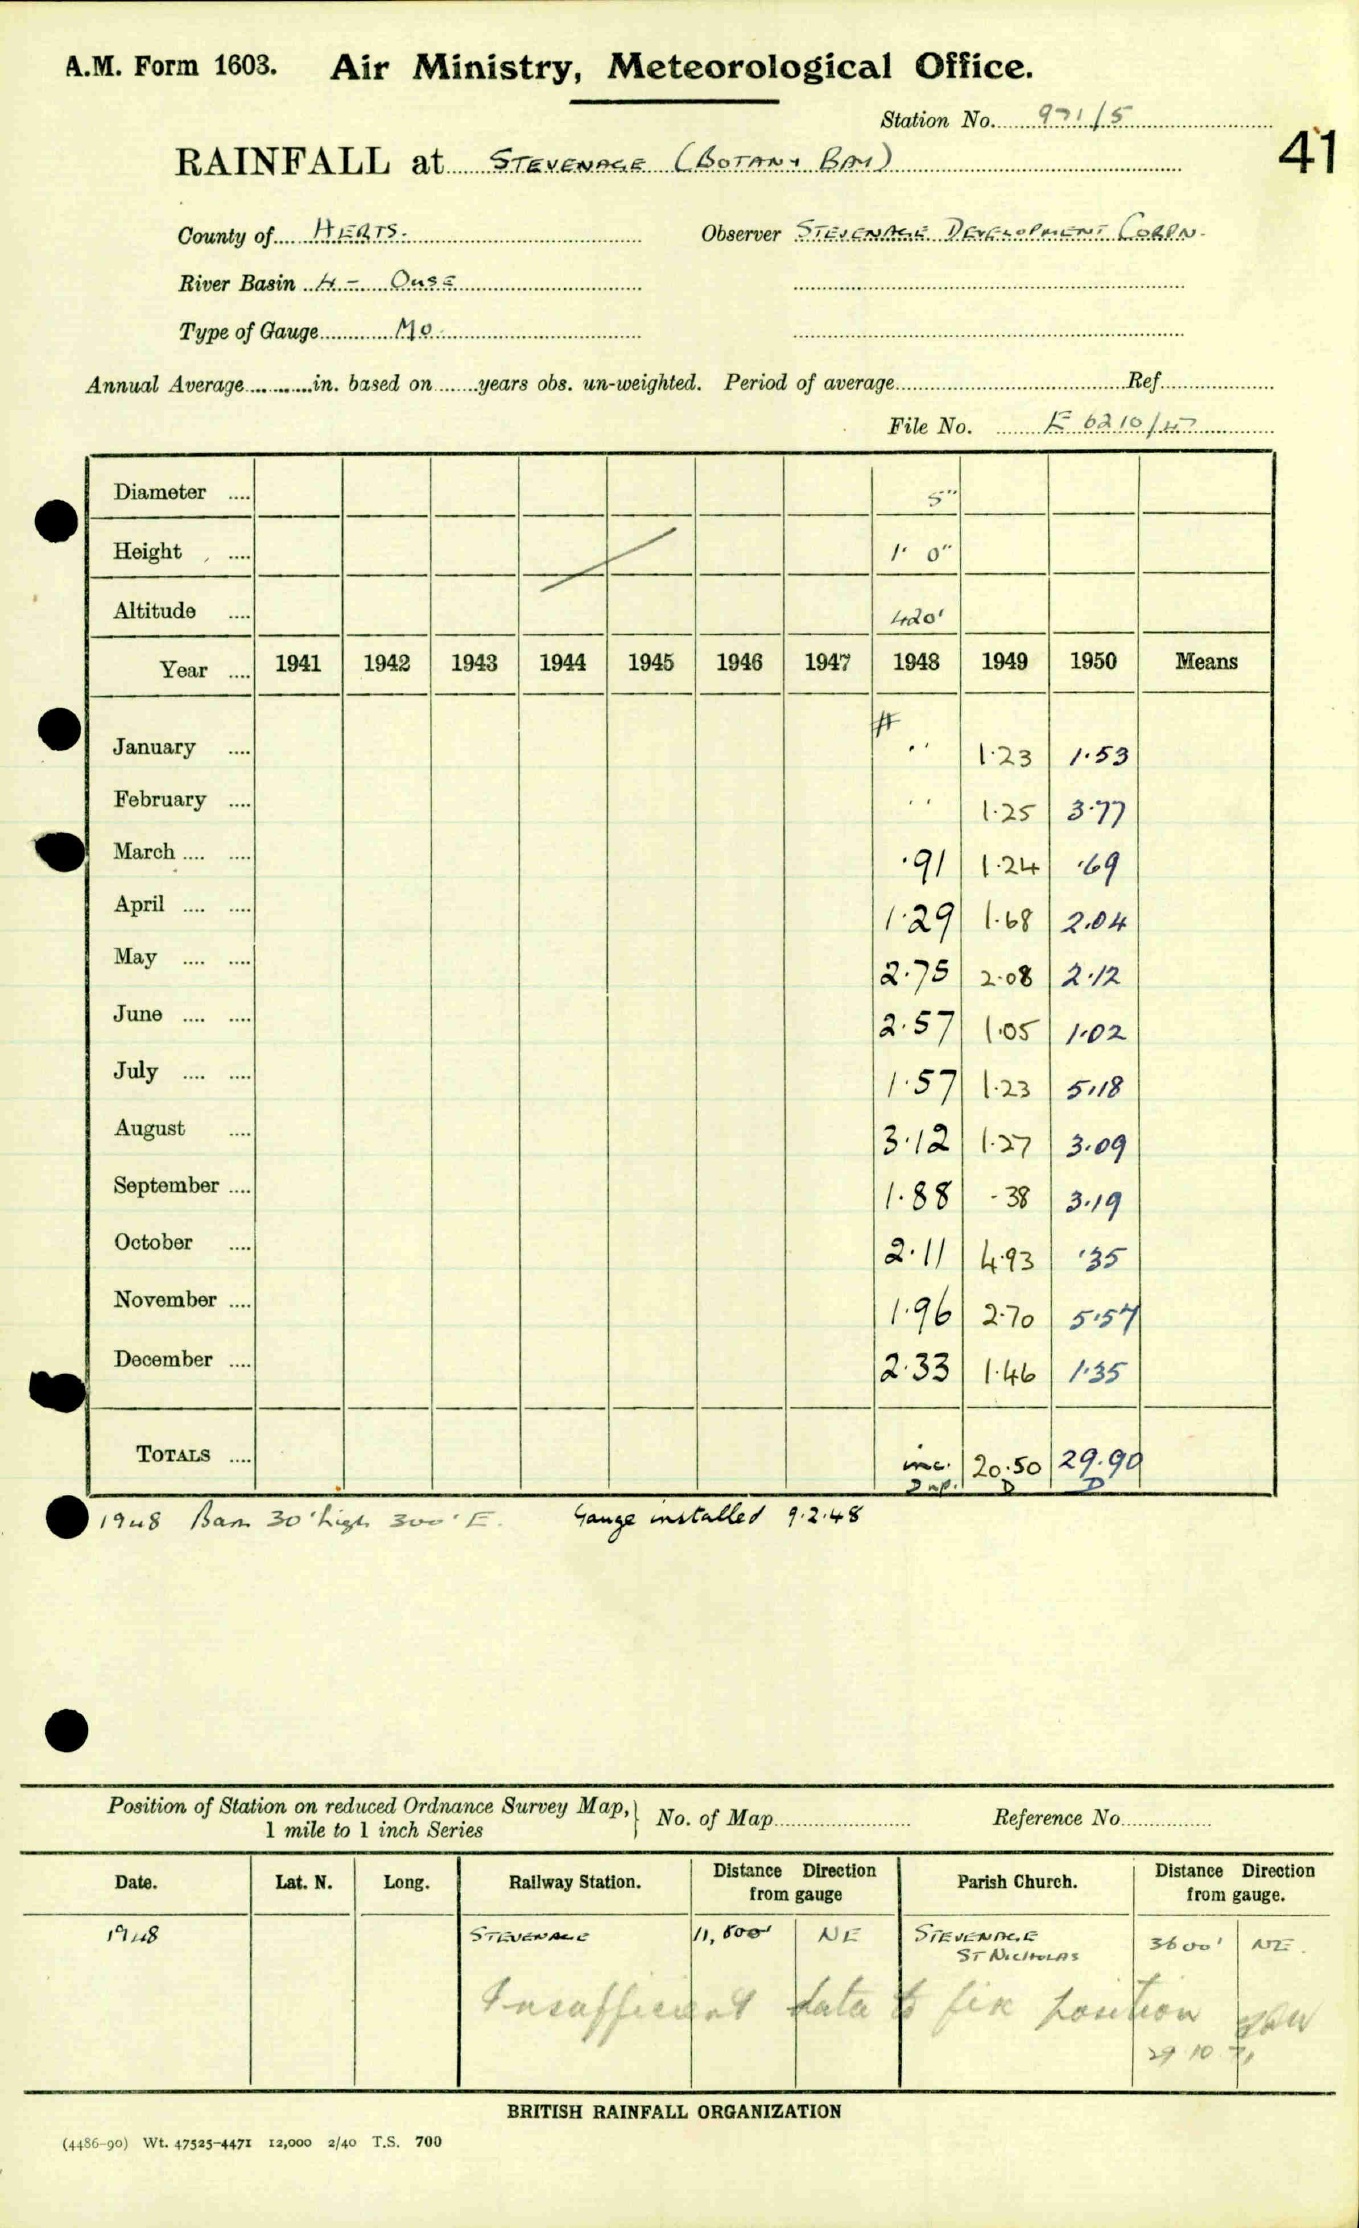 A.M. Form 1603. Air Ministry, Meteorological Office.
Station No. 971/5
41
RAINFALL at STEVENAGE (BOTANY BAY)
County of HERTS. Observer STEVENAGE DEVELOPMENT CORPN.
River Basin 4 - OUSE
Type of Gauge Mo.
Annual Average in. based on years obs. un-weighted. Period of average Ref.
File No. E 6210/47
Diameter .... 5"
Height .... 1' 0"
Altitude .... 420'
Year .... 1941 1942 1943 1944 1945 1946 1947 1948 1949 1950 Means
#
January .... .. 1.23 1.53
February .... .. 1.25 3.77
March .... .... .91 1.24 .69
April .... .... 1.29 1.68 2.04
May .... .... 2.75 2.08 2.12
June .... .... 2.57 1.05 1.02
July .... .... 1.57 1.23 5.18
August .... 3.12 1.27 3.09
September .... 1.88 .38 3.19
October .... 2.11 4.93 .35
November .... 1.96 2.70 5.57
December .... 2.33 1.46 1.35
TOTALS .... inc. 20.50 29.90
D D
1948 Barn 30' high 300' E. Gauge installed 9.2.48
Position of Station on reduced Ordnance Survey Map, } No. of Map Reference No.
1 mile to 1 inch Series
Date. Lat. N. Long. Railway Station. Distance Direction from gauge Parish Church. Distance Direction from gauge.
1948 STEVENAGE 11,500' NE STEVENAGE 3600' NE.
ST NICHOLAS
Insufficient data to fix position
29 10 71
BRITISH RAINFALL ORGANIZATION
(4486-90) Wt. 47525-4471 12,000 2/40 T.S. 700